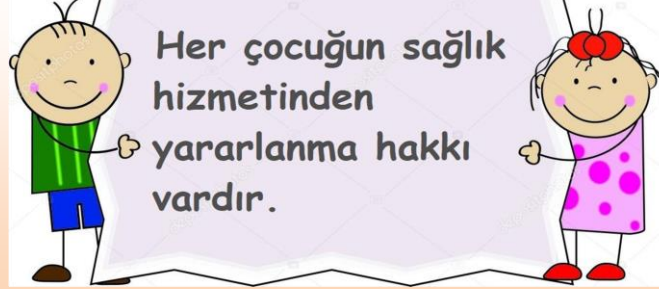 Her çocuğun sağlık
hizmetinden
yararlanma hakkı
vardır.